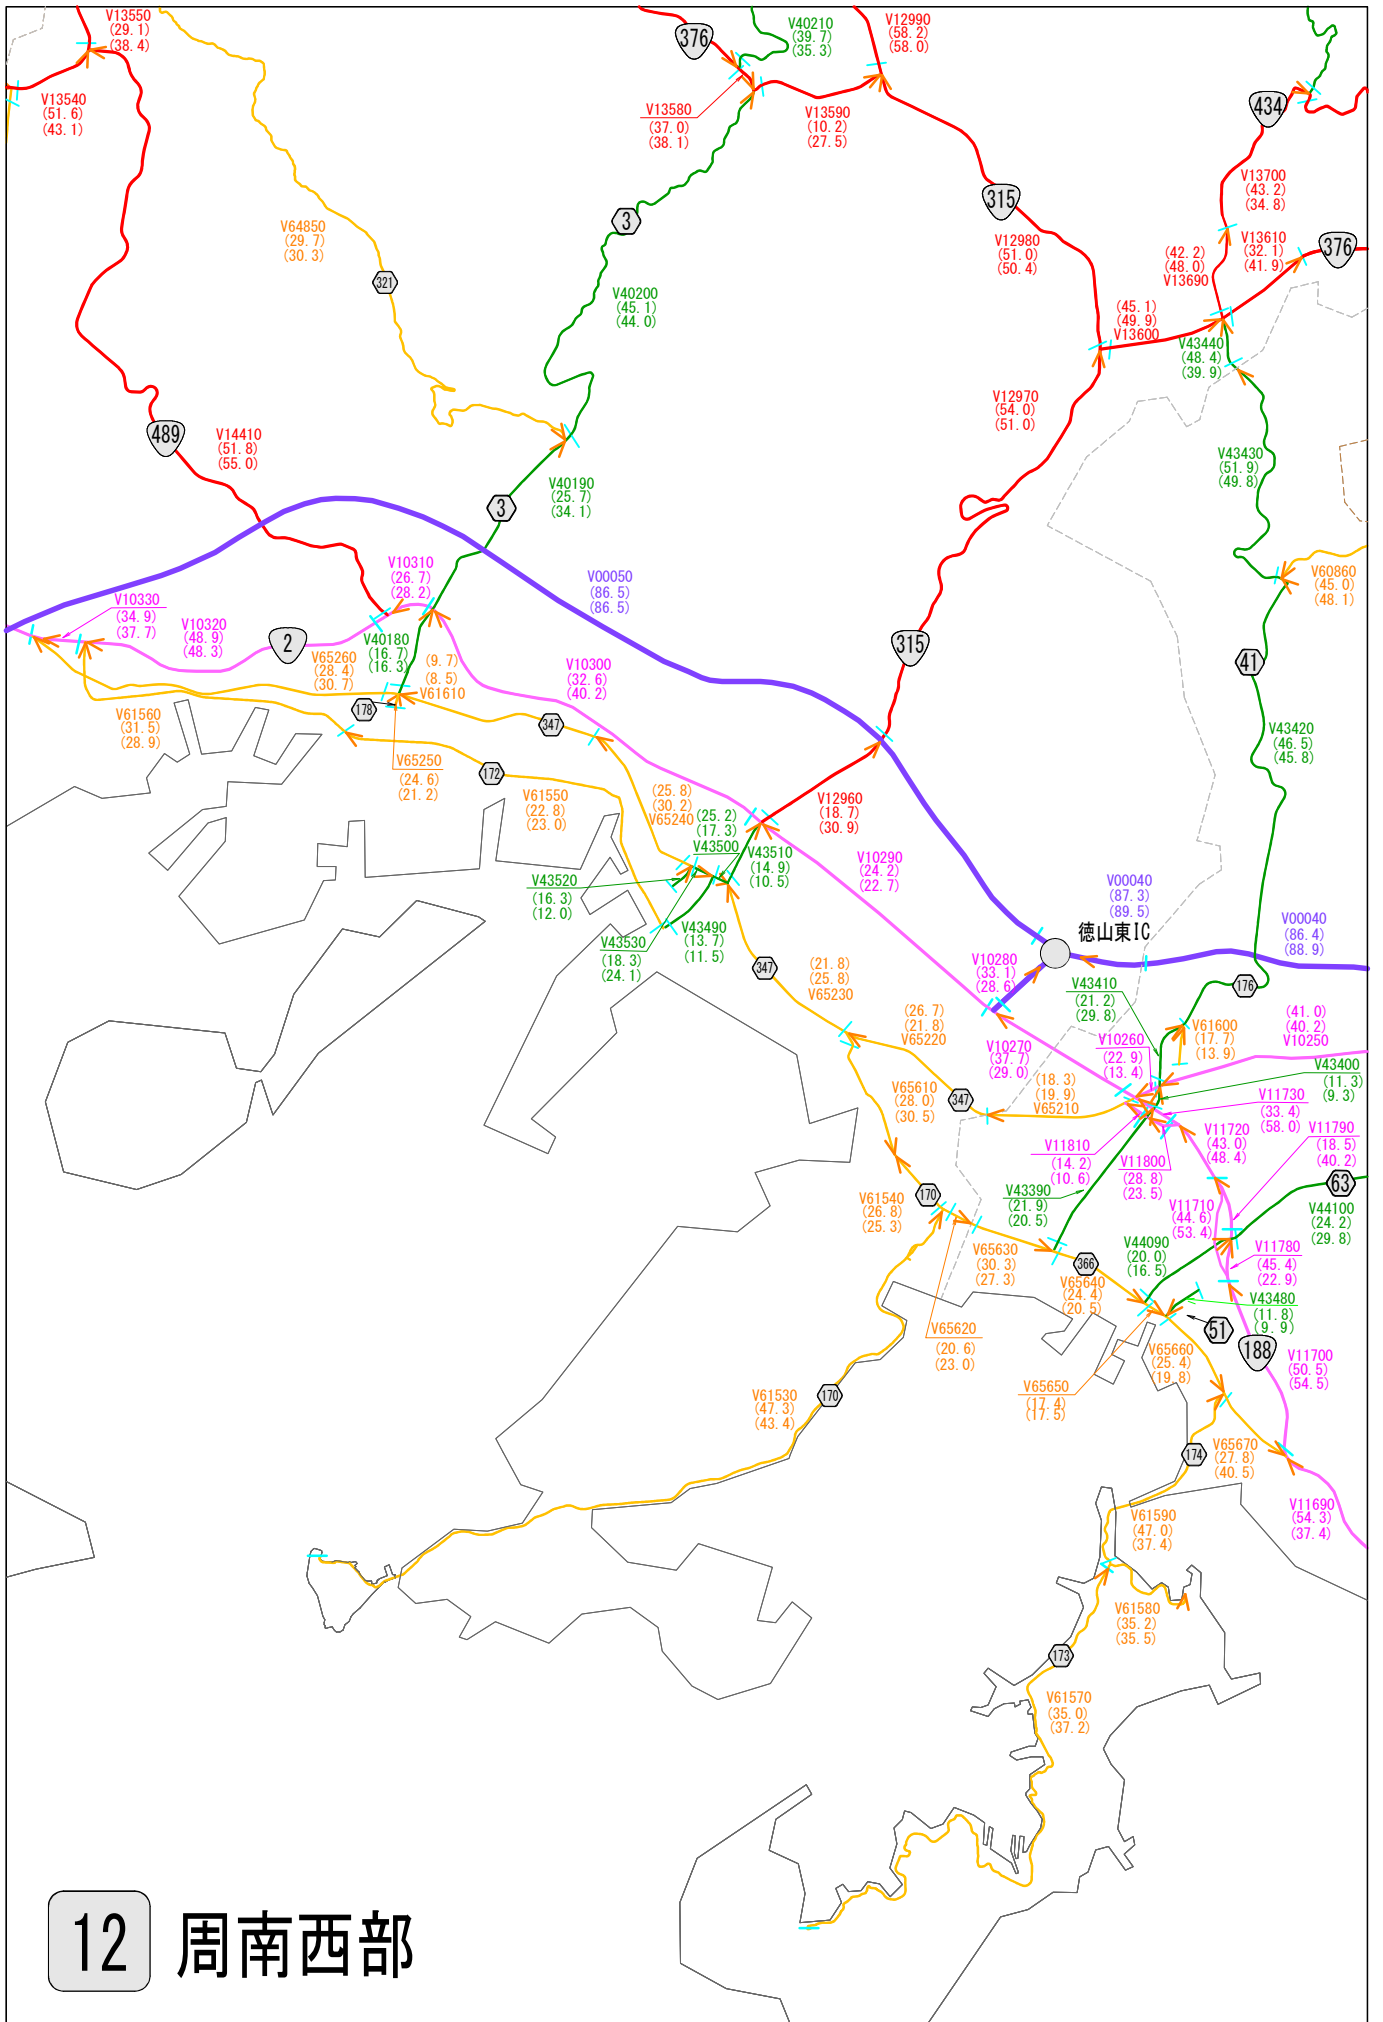 V13550
(29.1)
(38.4)
V13540
(51.6)
(43.1)
376
V40210
(39.7)
(35.3)
V12990
(58.2)
(58.0)
V13580
(37.0)
(38.1)
V13590
(10.2)
(27.5)
434
V13700
(43.2)
(34.8)
315
3
V64850
(29.7)
(30.3)
321
V12980
(51.0)
(50.4)
(42.2)
(48.0)
V13690
V13610
(32.1)
(41.9)
376
V40200
(45.1)
(44.0)
(45.1)
(49.9)
V13600
V43440
(48.4)
(39.9)
V12970
(54.0)
(51.0)
489
V14410
(51.8)
(55.0)
V40190
(25.7)
(34.1)
3
V43430
(51.9)
(49.8)
V10310
(26.7)
(28.2)
V00050
(86.5)
(86.5)
V60860
(45.0)
(48.1)
V10330
(34.9)
(37.7)
V10320
(48.9)
(48.3)
2
V40180
(16.7)
(16.3)
V65260
(28.4)
(30.7)
(9.7)
(8.5)
V61610
V10300
(32.6)
(40.2)
315
41
178
347
V61560
(31.5)
(28.9)
V65250
(24.6)
(21.2)
172
V61550
(22.8)
(23.0)
V43420
(46.5)
(45.8)
(25.8)
(30.2)
V65240
(25.2)
(17.3)
V43500
V12960
(18.7)
(30.9)
V43510
(14.9)
(10.5)
V10290
(24.2)
(22.7)
V43520
(16.3)
(12.0)
V00040
(87.3)
(89.5)
V43490
(13.7)
(11.5)
V43530
(18.3)
(24.1)
徳山東IC
V00040
(86.4)
(88.9)
347
(21.8)
(25.8)
V65230
V10280
(33.1)
(28.6)
V43410
(21.2)
(29.8)
176
(26.7)
(21.8)
V65220
V10270
(37.7)
(29.0)
V10260
(22.9)
(13.4)
V61600
(17.7)
(13.9)
(41.0)
(40.2)
V10250
V43400
(11.3)
(9.3)
V65610
(28.0)
(30.5)
347
(18.3)
(19.9)
V65210
V11730
(33.4)
(58.0)
V11720
(43.0)
(48.4)
V11790
(18.5)
(40.2)
V11810
(14.2)
(10.6)
V11800
(28.8)
(23.5)
V43390
(21.9)
(20.5)
63
V61540
(26.8)
(25.3)
170
V11710
(44.6)
(53.4)
V44100
(24.2)
(29.8)
V65630
(30.3)
(27.3)
V44090
(20.0)
(16.5)
V11780
(45.4)
(22.9)
366
V65640
(24.4)
(20.5)
V43480
(11.8)
(9.9)
V65620
(20.6)
(23.0)
51
188
V65660
(25.4)
(19.8)
V11700
(50.5)
(54.5)
V65650
(17.4)
(17.5)
V61530
(47.3)
(43.4)
170
174
V65670
(27.8)
(40.5)
V11690
(54.3)
(37.4)
V61590
(47.0)
(37.4)
V61580
(35.2)
(35.5)
173
V61570
(35.0)
(37.2)
12 周南西部